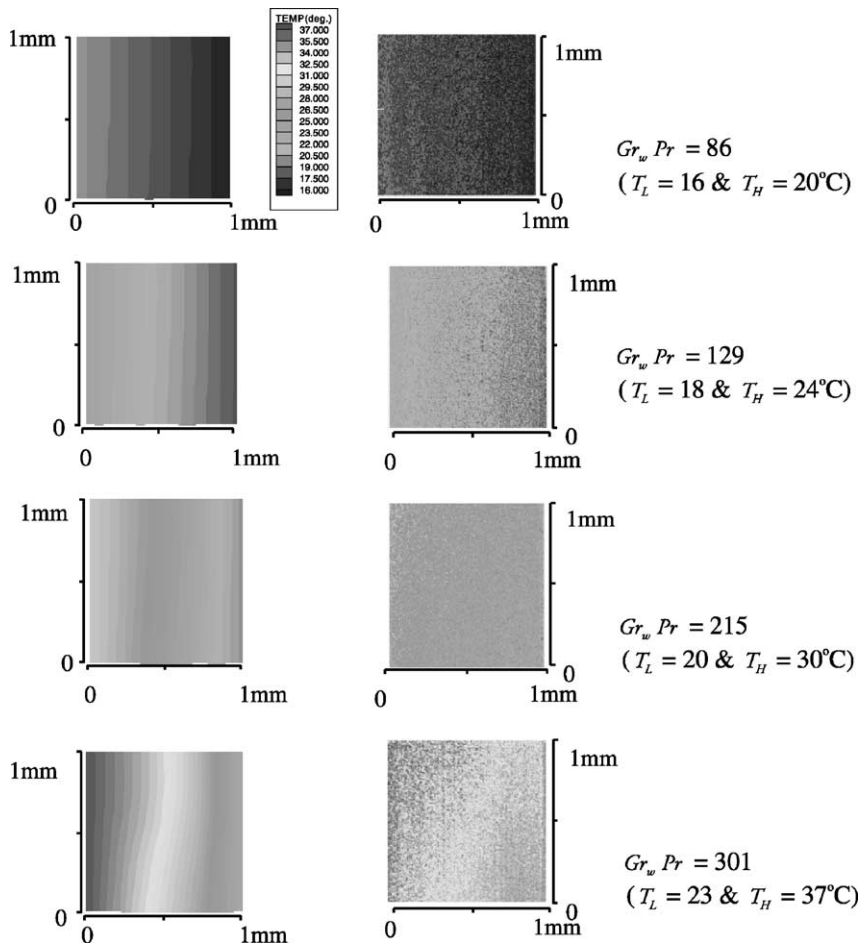 TEMP(deg.)
37.000
35.500
34.000
32.500
31.000
29.500
28.000
26.500
25.000
23.500
22.000
20.500
19.000
17.500
16.000
1mm
0
0
1mm
1mm
0
0
1mm
Gr_w Pr = 86
(T_L = 16 & T_H = 20°C)
1mm
0
0
1mm
1mm
0
0
1mm
Gr_w Pr = 129
(T_L = 18 & T_H = 24°C)
1mm
0
0
1mm
1mm
0
0
1mm
Gr_w Pr = 215
(T_L = 20 & T_H = 30°C)
1mm
0
0
1mm
1mm
0
0
1mm
Gr_w Pr = 301
(T_L = 23 & T_H = 37°C)